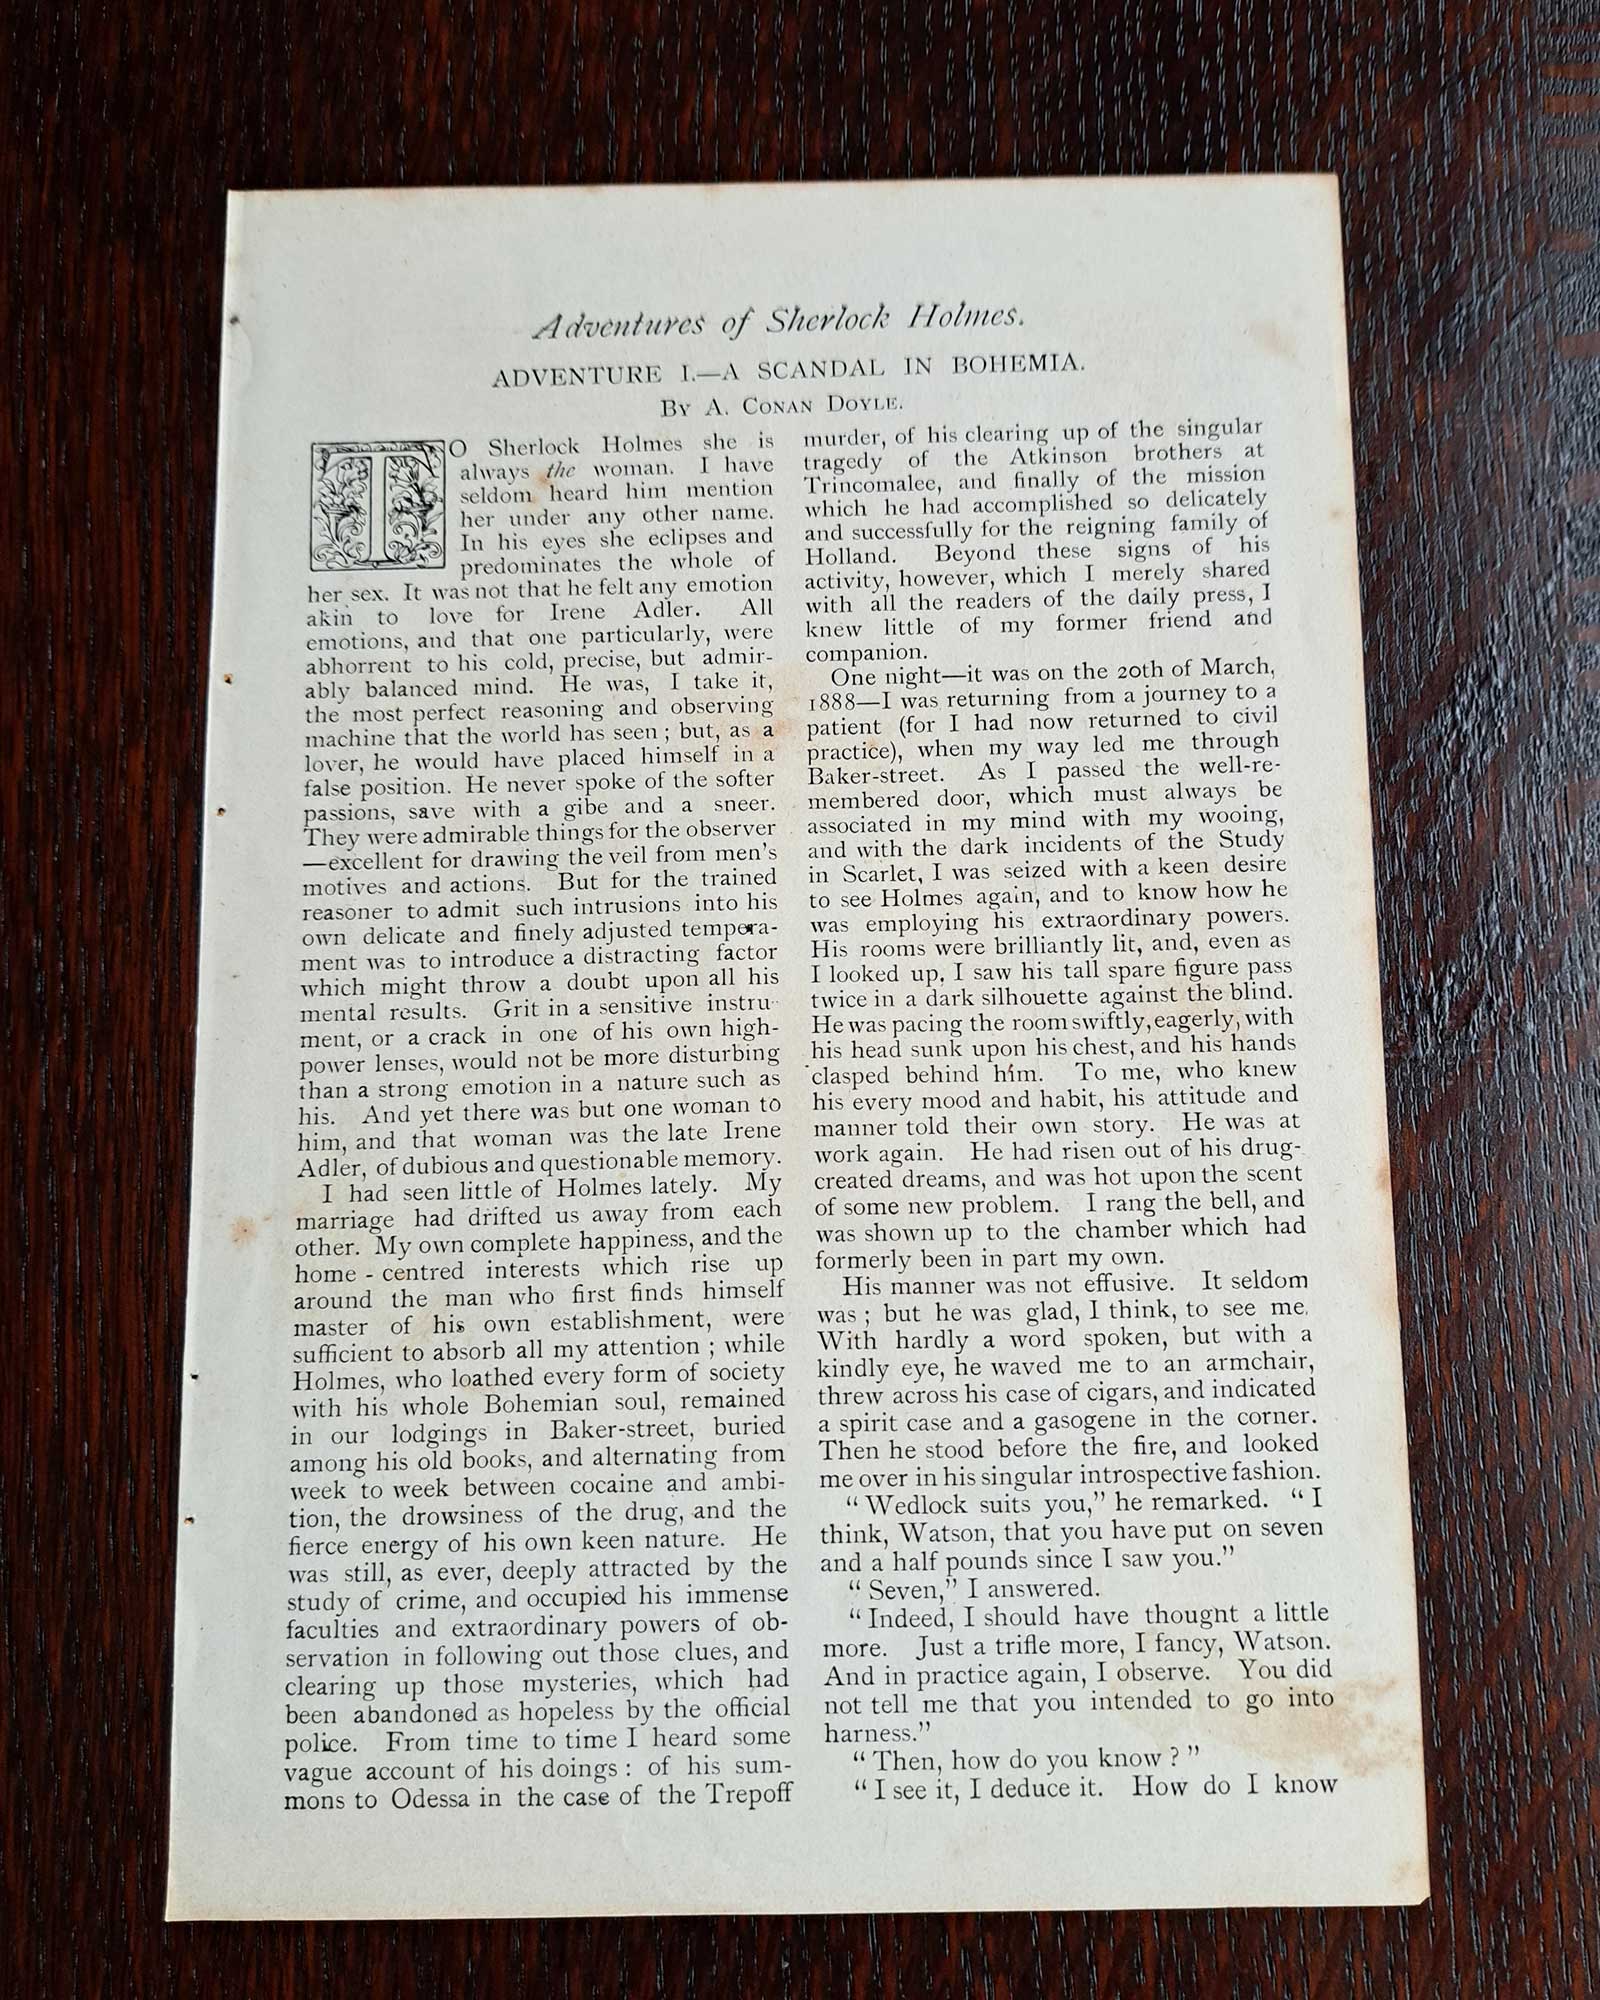 Adventures of Sherlock Holmes.
ADVENTURE I.—A SCANDAL IN BOHEMIA.
By A. Conan Doyle.
TO Sherlock Holmes she is
always the woman. I have
seldom heard him mention
her under any other name.
In his eyes she eclipses and
predominates the whole of
her sex. It was not that he felt any emotion
akin to love for Irene Adler. All
emotions, and that one particularly, were
abhorrent to his cold, precise, but admir-
ably balanced mind. He was, I take it,
the most perfect reasoning and observing
machine that the world has seen; but, as a
lover, he would have placed himself in a
false position. He never spoke of the softer
passions, save with a gibe and a sneer.
They were admirable things for the observer
—excellent for drawing the veil from men's
motives and actions. But for the trained
reasoner to admit such intrusions into his
own delicate and finely adjusted tempera-
ment was to introduce a distracting factor
which might throw a doubt upon all his
mental results. Grit in a sensitive instru-
ment, or a crack in one of his own high-
power lenses, would not be more disturbing
than a strong emotion in a nature such as
his. And yet there was but one woman to
him, and that woman was the late Irene
Adler, of dubious and questionable memory.
I had seen little of Holmes lately. My
marriage had drifted us away from each
other. My own complete happiness, and the
home-centred interests which rise up
around the man who first finds himself
master of his own establishment, were
sufficient to absorb all my attention; while
Holmes, who loathed every form of society
with his whole Bohemian soul, remained
in our lodgings in Baker-street, buried
among his old books, and alternating from
week to week between cocaine and ambi-
tion, the drowsiness of the drug, and the
fierce energy of his own keen nature. He
was still, as ever, deeply attracted by the
study of crime, and occupied his immense
faculties and extraordinary powers of ob-
servation in following out those clues, and
clearing up those mysteries, which had
been abandoned as hopeless by the official
police. From time to time I heard some
vague account of his doings: of his sum-
mons to Odessa in the case of the Trepoff
murder, of his clearing up of the singular
tragedy of the Atkinson brothers at
Trincomalee, and finally of the mission
which he had accomplished so delicately
and successfully for the reigning family of
Holland. Beyond these signs of his
activity, however, which I merely shared
with all the readers of the daily press, I
knew little of my former friend and
companion.
One night—it was on the 20th of March,
1888—I was returning from a journey to a
patient (for I had now returned to civil
practice), when my way led me through
Baker-street. As I passed the well-re-
membered door, which must always be
associated in my mind with my wooing,
and with the dark incidents of the Study
in Scarlet, I was seized with a keen desire
to see Holmes again, and to know how he
was employing his extraordinary powers.
His rooms were brilliantly lit, and, even as
I looked up, I saw his tall spare figure pass
twice in a dark silhouette against the blind.
He was pacing the room swiftly, eagerly, with
his head sunk upon his chest, and his hands
clasped behind him. To me, who knew
his every mood and habit, his attitude and
manner told their own story. He was at
work again. He had risen out of his drug-
created dreams, and was hot upon the scent
of some new problem. I rang the bell, and
was shown up to the chamber which had
formerly been in part my own.
His manner was not effusive. It seldom
was; but he was glad, I think, to see me.
With hardly a word spoken, but with a
kindly eye, he waved me to an armchair,
threw across his case of cigars, and indicated
a spirit case and a gasogene in the corner.
Then he stood before the fire, and looked
me over in his singular introspective fashion.
"Wedlock suits you," he remarked. "I
think, Watson, that you have put on seven
and a half pounds since I saw you."
"Seven," I answered.
"Indeed, I should have thought a little
more. Just a trifle more, I fancy, Watson.
And in practice again, I observe. You did
not tell me that you intended to go into
harness."
"Then, how do you know?"
"I see it, I deduce it. How do I know